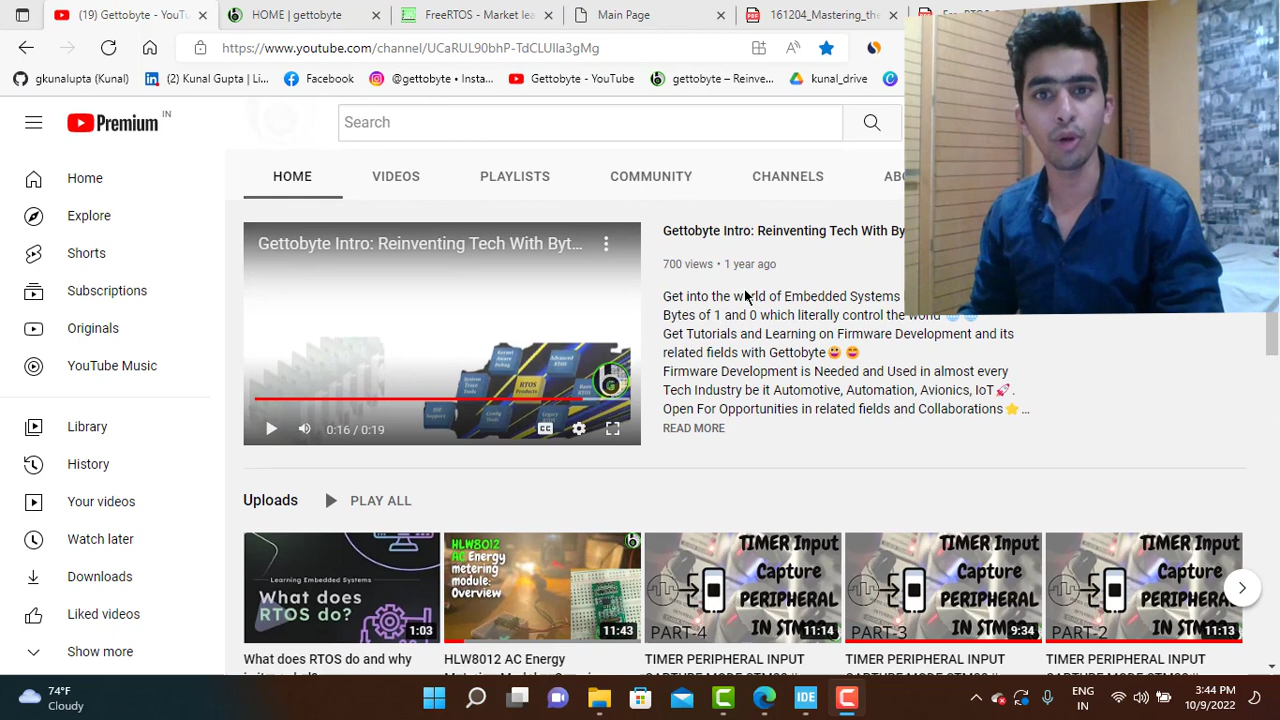 (19) Gettobyte - YouT
HOME | gettobyte
FreeRTOS - Market lea
Main Page
161204_Mastering_the
https://www.youtube.com/channel/UCaRUL90bhP-TdCLUIIa3gMg
gkunalupta (Kunal)
(2) Kunal Gupta | Li...
Facebook
@gettobyte • Insta...
Gettobyte - YouTube
gettobyte – Reinve...
kunal_drive
Premium IN
Search
HOME
VIDEOS
PLAYLISTS
COMMUNITY
CHANNELS
Home
Explore
Shorts
Subscriptions
Originals
YouTube Music
Library
History
Your videos
Watch later
Downloads
Liked videos
Show more
Gettobyte Intro: Reinventing Tech With Byt...
RTOS
0:16 / 0:19
Gettobyte Intro: Reinventing Tech With By
700 views • 1 year ago
Get into the world of Embedded Systems
Bytes of 1 and 0 which literally control the world 🌐 🌐
Get Tutorials and Learning on Firmware Development and its
related fields with Gettobyte😃 🤩
Firmware Development is Needed and Used in almost every
Tech Industry be it Automotive, Automation, Avionics, IoT🚀.
Open For Opportunities in related fields and Collaborations⭐...
READ MORE
Uploads
PLAY ALL
Learning Embedded Systems
What does
RTOS do?
1:03
HLW8012
AC Energy
metering
module:
Overview
11:43
TIMER Input
Capture
PERIPHERAL
IN STM32
PART-4
11:14
TIMER Input
Capture
PERIPHERAL
IN STM32
PART-3
9:34
TIMER Input
Capture
PERIPHERAL
IN STM32
PART-2
11:13
What does RTOS do and why
HLW8012 AC Energy
TIMER PERIPHERAL INPUT
TIMER PERIPHERAL INPUT
TIMER PERIPHERAL INPUT
74°F
Cloudy
IDE
ENG
IN
3:44 PM
10/9/2022